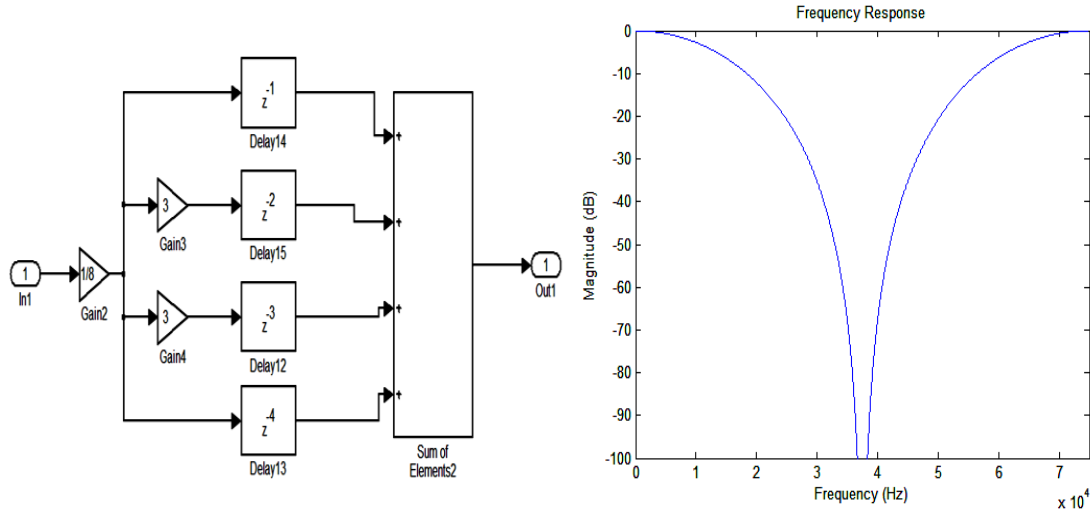 -1
z
Delay14
3
Gain3
-2
z
Delay15
1
In1
1/8
Gain2
3
Gain4
-3
z
Delay12
-4
z
Delay13
+
+
+
+
Sum of
Elements2
1
Out1
Frequency Response
Magnitude (dB)
0
-10
-20
-30
-40
-50
-60
-70
-80
-90
-100
0 1 2 3 4 5 6 7
Frequency (Hz)
x 10^4